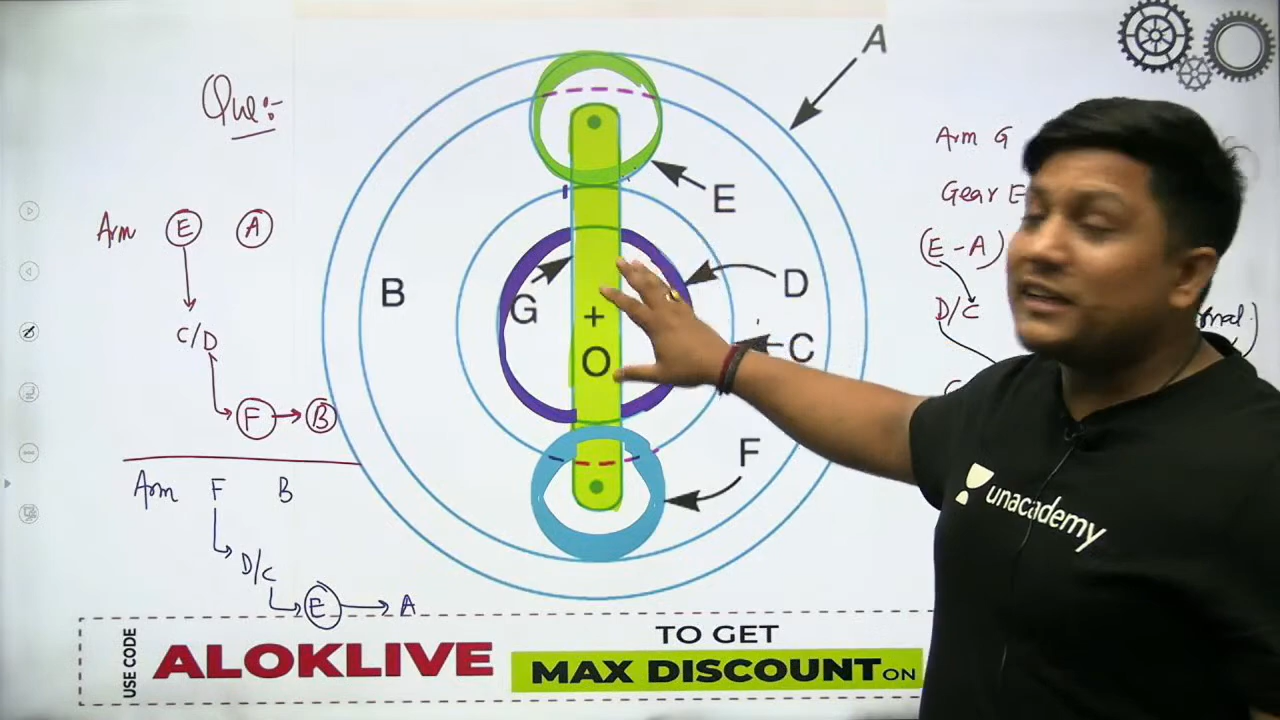 Que:-
A
Arm G
Arm E A
E
Gear E
(E - A)
B
D
G
C/D
D/C
+
O
C
F → B
Arm F B
F
D/C
E → A
unacademy
USE CODE
ALOKLIVE
TO GET
MAX DISCOUNT ON